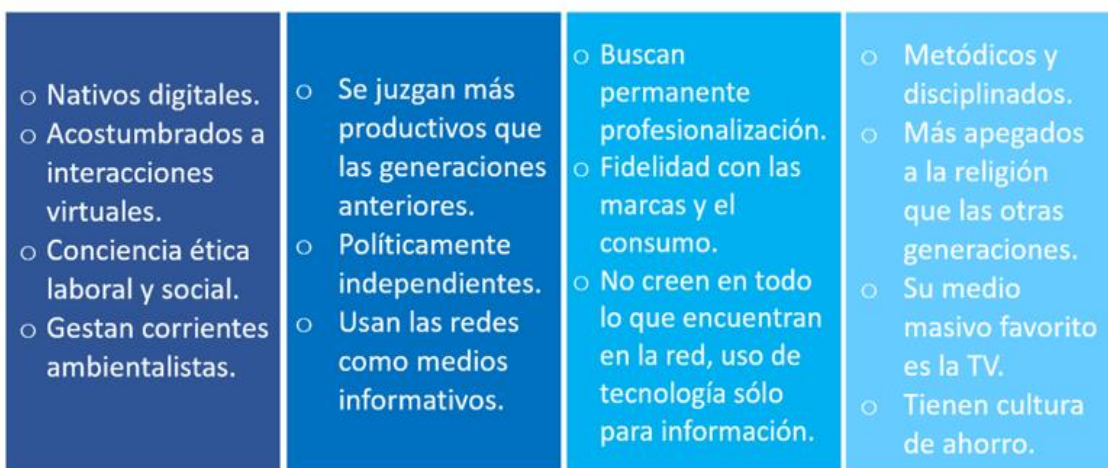 ○ Nativos digitales.
○ Acostumbrados a
interacciones
virtuales.
○ Conciencia ética
laboral y social.
○ Gestan corrientes
ambientalistas.
○ Se juzgan más
productivos que
las generaciones
anteriores.
○ Políticamente
independientes.
○ Usan las redes
como medios
informativos.
○ Buscan
permanente
profesionalización.
○ Fidelidad con las
marcas y el
consumo.
○ No creen en todo
lo que encuentran
en la red, uso de
tecnología sólo
para información.
○ Metódicos y
disciplinados.
○ Más apegados
a la religión
que las otras
generaciones.
○ Su medio
masivo favorito
es la TV.
○ Tienen cultura
de ahorro.